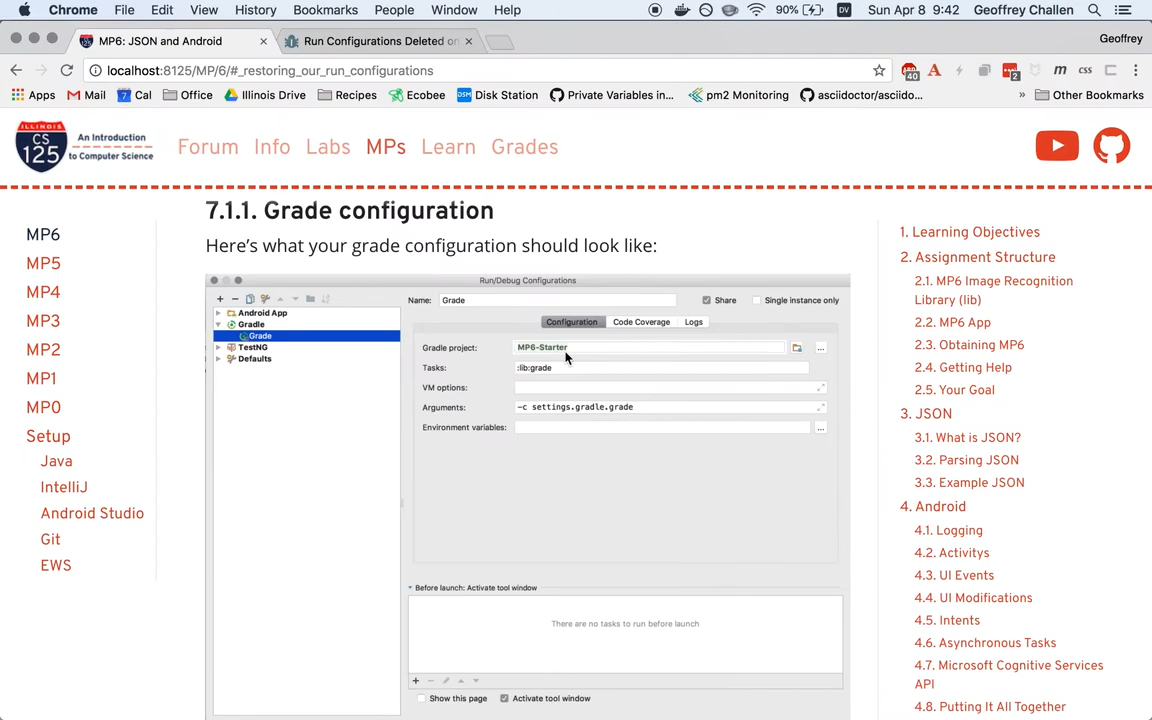 Chrome File Edit View History Bookmarks People Window Help 90% DV Sun Apr 8 9:42 Geoffrey Challen
MP6: JSON and Android
Run Configurations Deleted on
Geoffrey
localhost:8125/MP/6/#_restoring_our_run_configurations
40
2
m
css
Apps Mail 7 Cal Office Illinois Drive Recipes Ecobee DSM Disk Station Private Variables in... pm2 Monitoring asciidoctor/asciido... » Other Bookmarks
ILLINOIS
CS
125
An Introduction
to Computer Science
Forum Info Labs MPs Learn Grades
MP6
MP5
MP4
MP3
MP2
MP1
MP0
Setup
Java
IntelliJ
Android Studio
Git
EWS
7.1.1. Grade configuration
Here's what your grade configuration should look like:
Run/Debug Configurations
Name: Grade Share Single instance only
Android App
Gradle
Grade
TestNG
Defaults
Configuration Code Coverage Logs
Gradle project: MP6-Starter ...
Tasks: :lib:grade
VM options:
Arguments: -c settings.gradle.grade
Environment variables: ...
Before launch: Activate tool window
There are no tasks to run before launch
Show this page Activate tool window
1. Learning Objectives
2. Assignment Structure
2.1. MP6 Image Recognition
Library (lib)
2.2. MP6 App
2.3. Obtaining MP6
2.4. Getting Help
2.5. Your Goal
3. JSON
3.1. What is JSON?
3.2. Parsing JSON
3.3. Example JSON
4. Android
4.1. Logging
4.2. Activitys
4.3. UI Events
4.4. UI Modifications
4.5. Intents
4.6. Asynchronous Tasks
4.7. Microsoft Cognitive Services
API
4.8. Putting It All Together